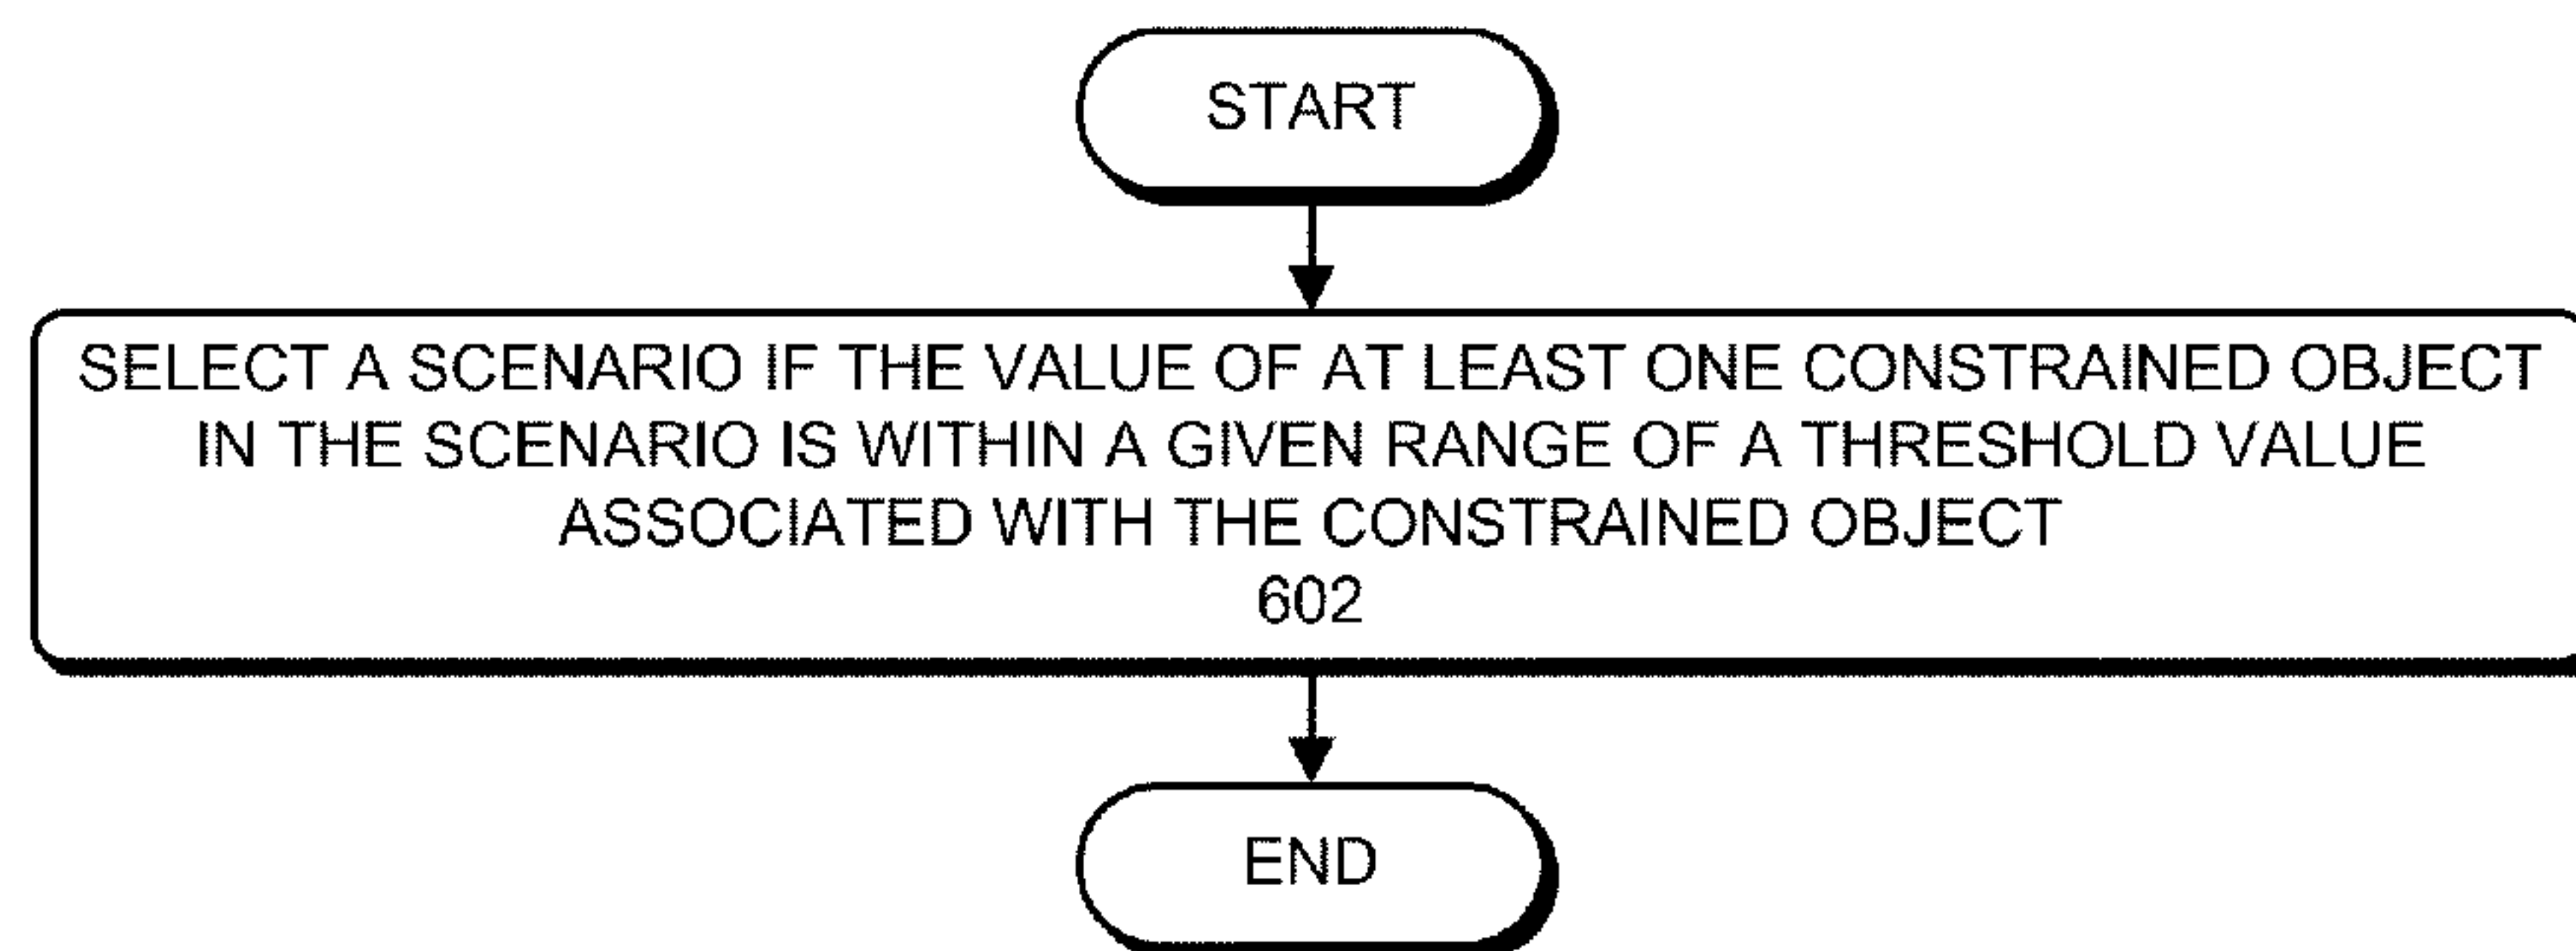 START
SELECT A SCENARIO IF THE VALUE OF AT LEAST ONE CONSTRAINED OBJECT
IN THE SCENARIO IS WITHIN A GIVEN RANGE OF A THRESHOLD VALUE
ASSOCIATED WITH THE CONSTRAINED OBJECT
602
END